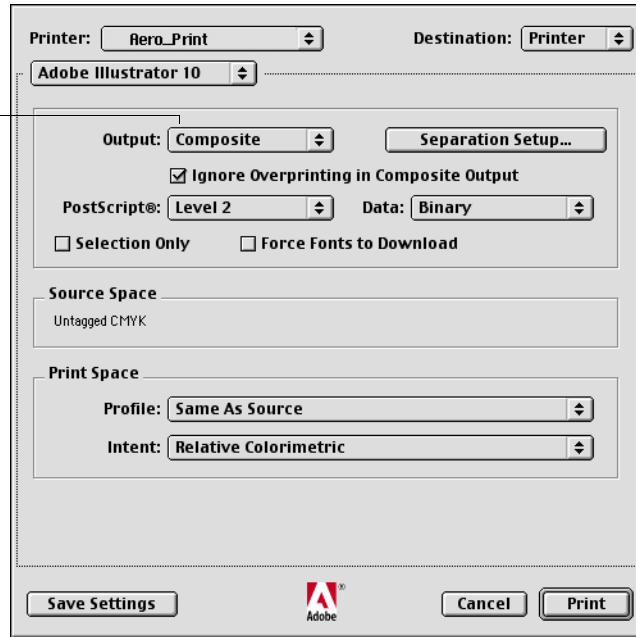 Printer: Aero_Print Destination: Printer
Adobe Illustrator 10
Output: Composite Separation Setup...
Ignore Overprinting in Composite Output
PostScript®: Level 2 Data: Binary
Selection Only Force Fonts to Download
Source Space
Untagged CMYK
Print Space
Profile: Same As Source
Intent: Relative Colorimetric
Save Settings Adobe® Cancel Print